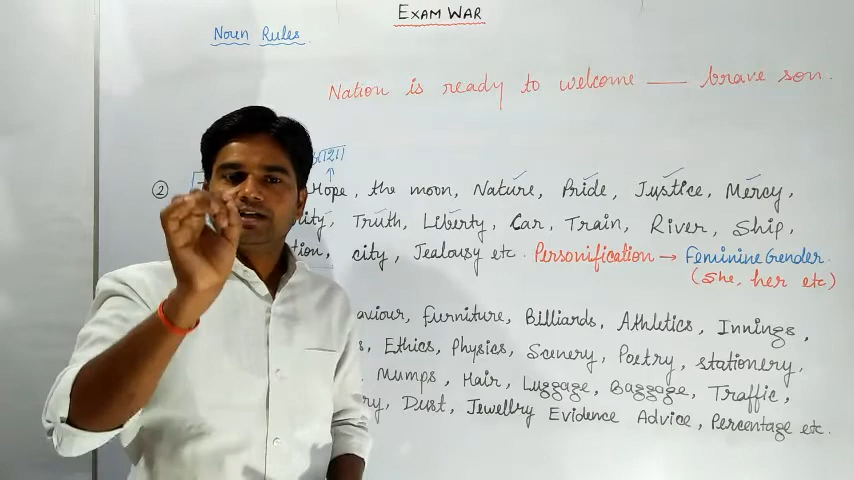 EXAM WAR
Noun Rules.
Nation is ready to welcome ___ brave son.
② Hope, the moon, Nature, Pride, Justice, Mercy,
Truth, Liberty, Car, Train, River, Ship,
city, Jealousy etc. Personification → Feminine Gender.
(She, her etc)
furniture, Billiards, Athletics, Innings,
Ethics, Physics, Scenery, Poetry, stationery,
Mumps, Hair, Luggage, Baggage, Traffic,
Dust, Jewellry Evidence Advice, Percentage etc.